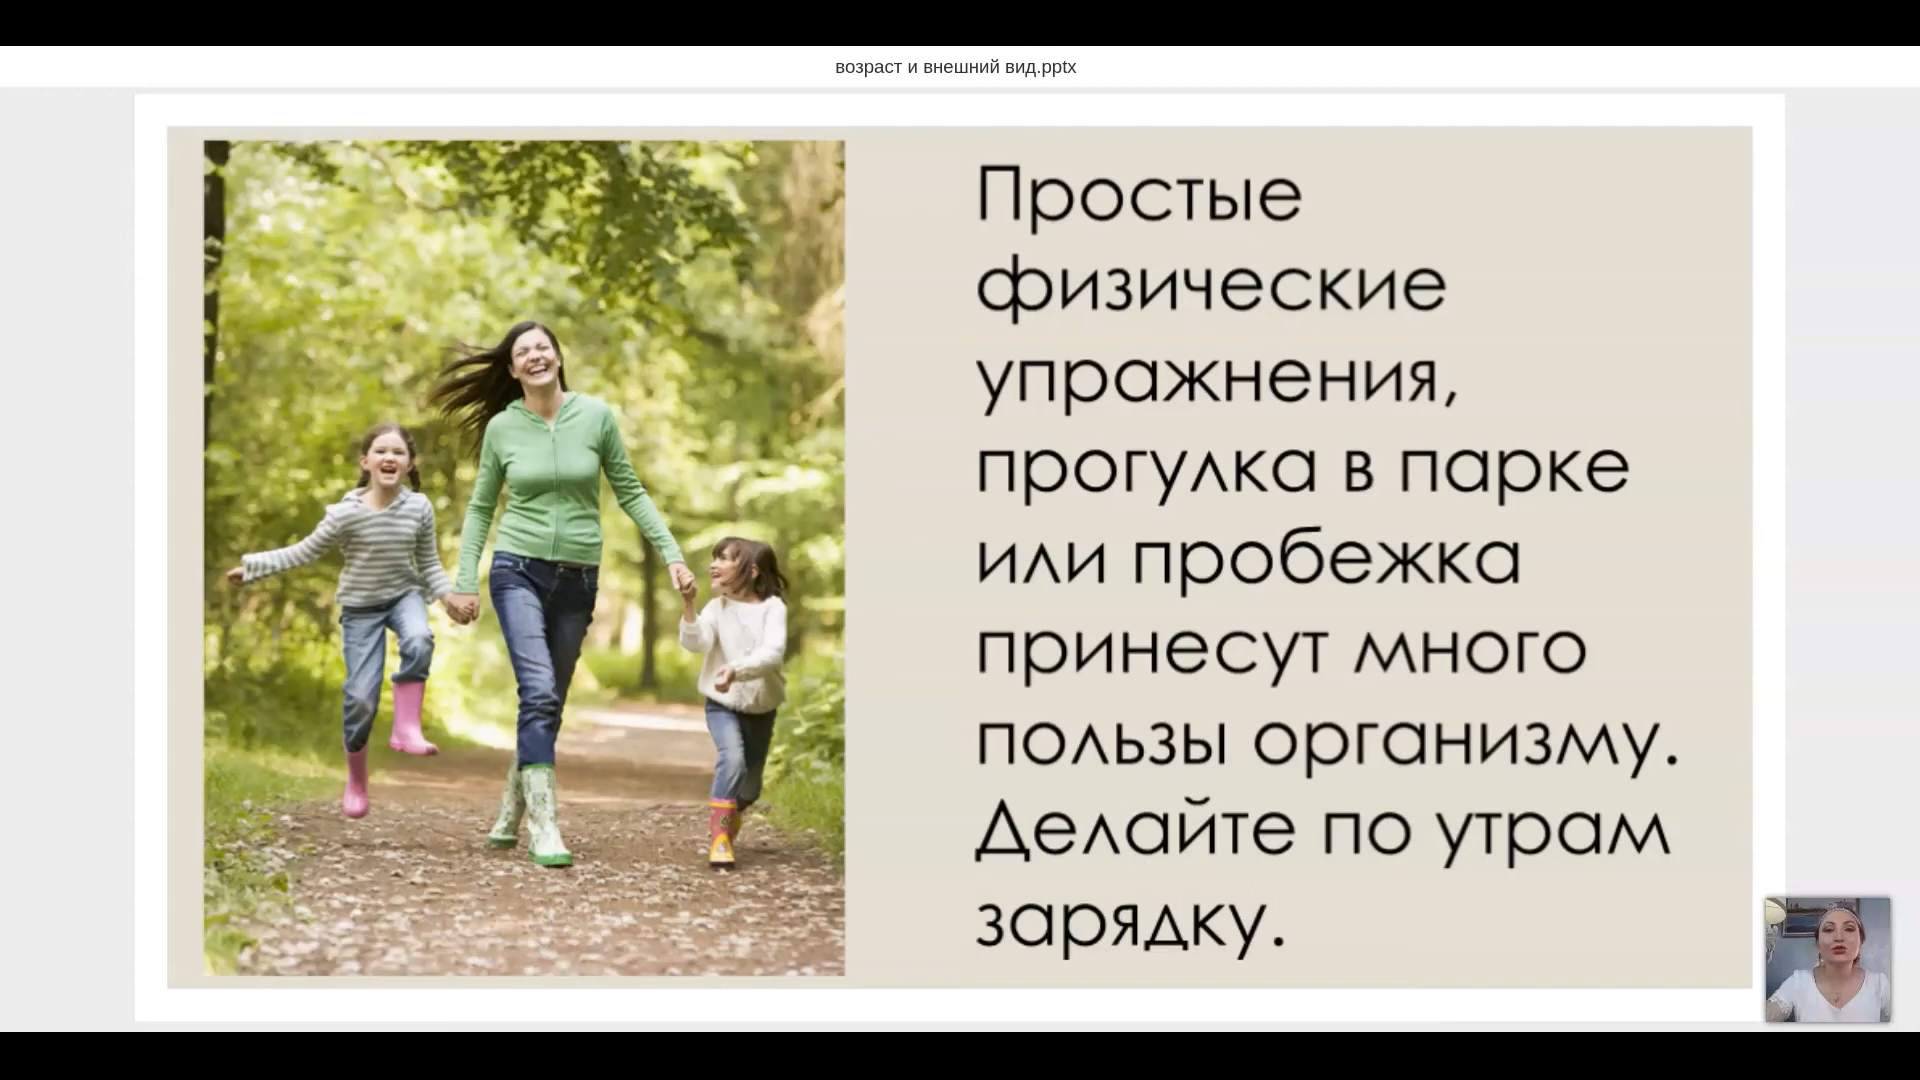 возраст и внешний вид.pptx
Простые
физические
упражнения,
прогулка в парке
или пробежка
принесут много
пользы организму.
Делайте по утрам
зарядку.